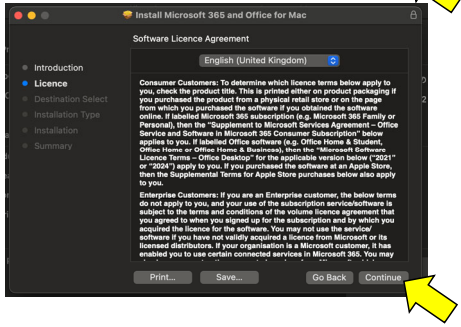 Install Microsoft 365 and Office for Mac
Software Licence Agreement
English (United Kingdom)
Introduction
Licence
Destination Select
Installation Type
Installation
Summary
Consumer Customers: To determine which licence terms below apply to
you, check the product title. This is printed either on product packaging if
you purchased the product from a physical retail store or on the page
from which you purchased the software if you obtained the software
online. If labelled Microsoft 365 subscription (e.g. Microsoft 365 Family or
Personal), then the “Supplement to Microsoft Services Agreement – Office
Service and Software in Microsoft 365 Consumer Subscription” below
applies to you. If labelled Office software (e.g. Office Home & Student,
Office Home or Office Home & Business), then the “Microsoft Software
Licence Terms – Office Desktop” for the applicable version below (“2021”
or “2024”) apply to you. If you purchased the software at an Apple Store,
then the Supplemental Terms for Apple Store purchases below also apply
to you.
Enterprise Customers: If you are an Enterprise customer, the below terms
do not apply to you, and your use of the subscription service/software is
subject to the terms and conditions of the volume licence agreement that
you agreed to when you signed up for the subscription and by which you
acquired the licence for the software. You may not use the service/
software if you have not validly acquired a licence from Microsoft or its
licensed distributors. If your organisation is a Microsoft customer, it has
enabled you to use certain connected services in Microsoft 365. You may
Print...
Save...
Go Back
Continue